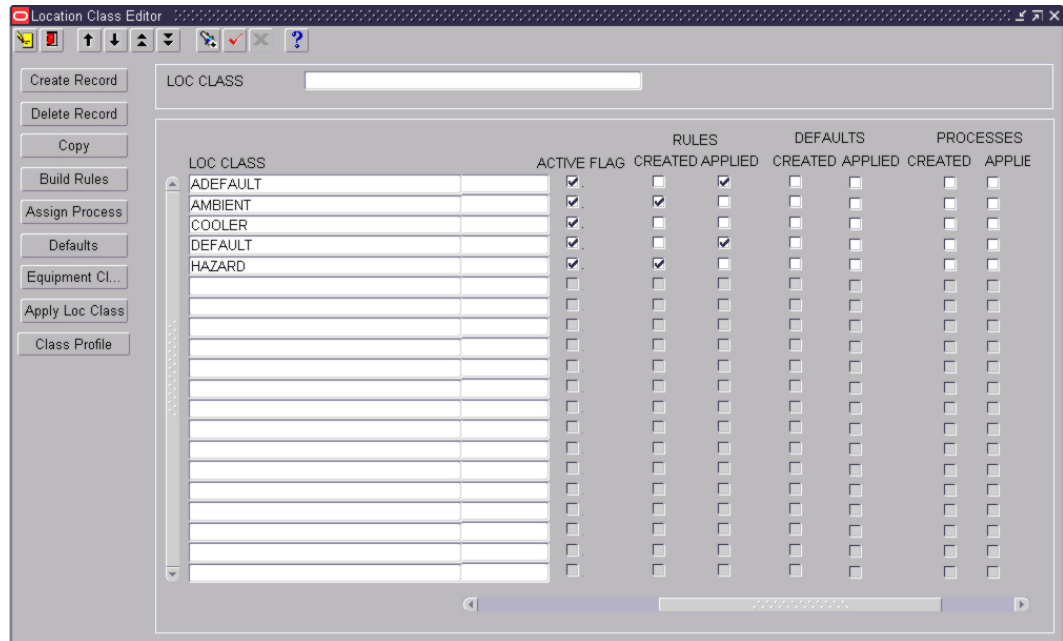 Location Class Editor
?
Create Record
LOC CLASS
Delete Record
Copy
Build Rules
Assign Process
Defaults
Equipment Cl...
Apply Loc Class
Class Profile
RULES DEFAULTS PROCESSES
LOC CLASS ACTIVE FLAG CREATED APPLIED CREATED APPLIED CREATED APPLIE
ADEFAULT
AMBIENT
COOLER
DEFAULT
HAZARD